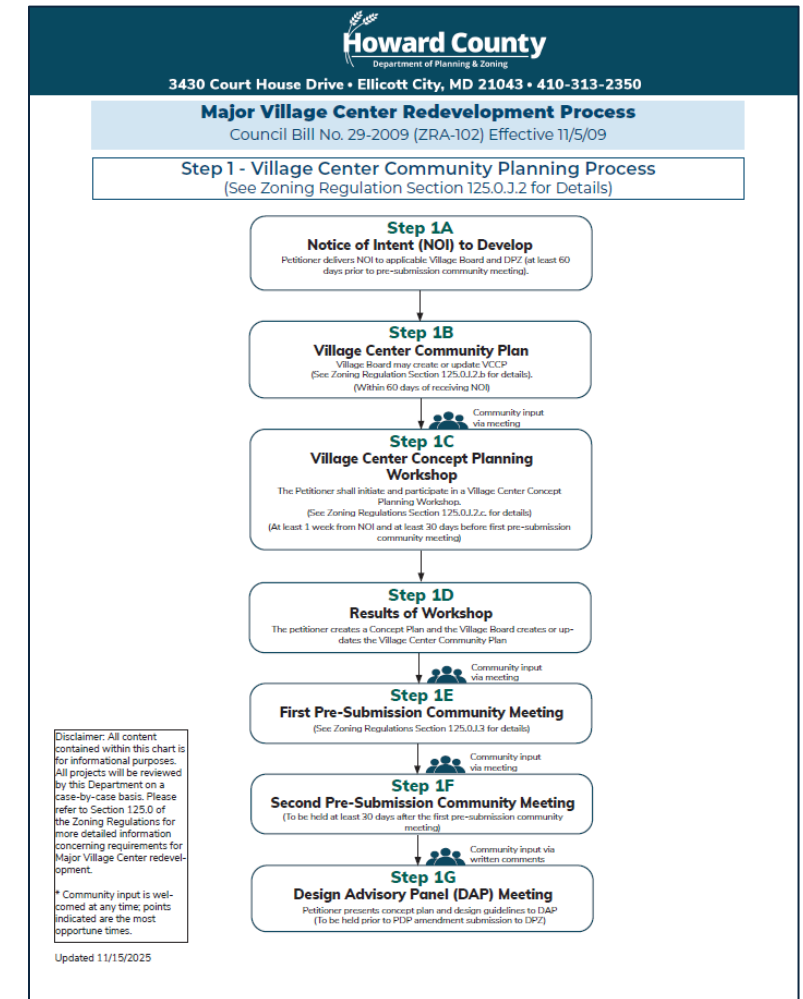 Howard County
Department of Planning & Zoning
3430 Court House Drive • Ellicott City, MD 21043 • 410-313-2350
Major Village Center Redevelopment Process
Council Bill No. 29-2009 (ZRA-102) Effective 11/5/09
Step 1 - Village Center Community Planning Process
(See Zoning Regulation Section 125.0.J.2 for Details)
Step 1A
Notice of Intent (NOI) to Develop
Petitioner delivers NOI to applicable Village Board and DPZ (at least 60
days prior to pre-submission community meeting).
Step 1B
Village Center Community Plan
Village Board may create or update VCCP
(See Zoning Regulation Section 125.0.J.2.b for details).
(Within 60 days of receiving NOI)
Community input
via meeting
Step 1C
Village Center Concept Planning
Workshop
The Petitioner shall initiate and participate in a Village Center Concept
Planning Workshop.
(See Zoning Regulations Section 125.0.J.2.c. for details)
(At least 1 week from NOI and at least 30 days before first pre-submission
community meeting)
Step 1D
Results of Workshop
The petitioner creates a Concept Plan and the Village Board creates or up-
dates the Village Center Community Plan
Community input
via meeting
Step 1E
First Pre-Submission Community Meeting
(See Zoning Regulations Section 125.0.J.3 for details)
Community input
via meeting
Step 1F
Second Pre-Submission Community Meeting
(To be held at least 30 days after the first pre-submission community
meeting)
Community input via
written comments
Step 1G
Design Advisory Panel (DAP) Meeting
Petitioner presents concept plan and design guidelines to DAP
(To be held prior to PDP amendment submission to DPZ)
Disclaimer: All content
contained within this chart is
for informational purposes.
All projects will be reviewed
by this Department on a
case-by-case basis. Please
refer to Section 125.0 of
the Zoning Regulations for
more detailed information
concerning requirements for
Major Village Center redevel-
opment.
* Community input is wel-
comed at any time; points
indicated are the most
opportune times.
Updated 11/15/2025